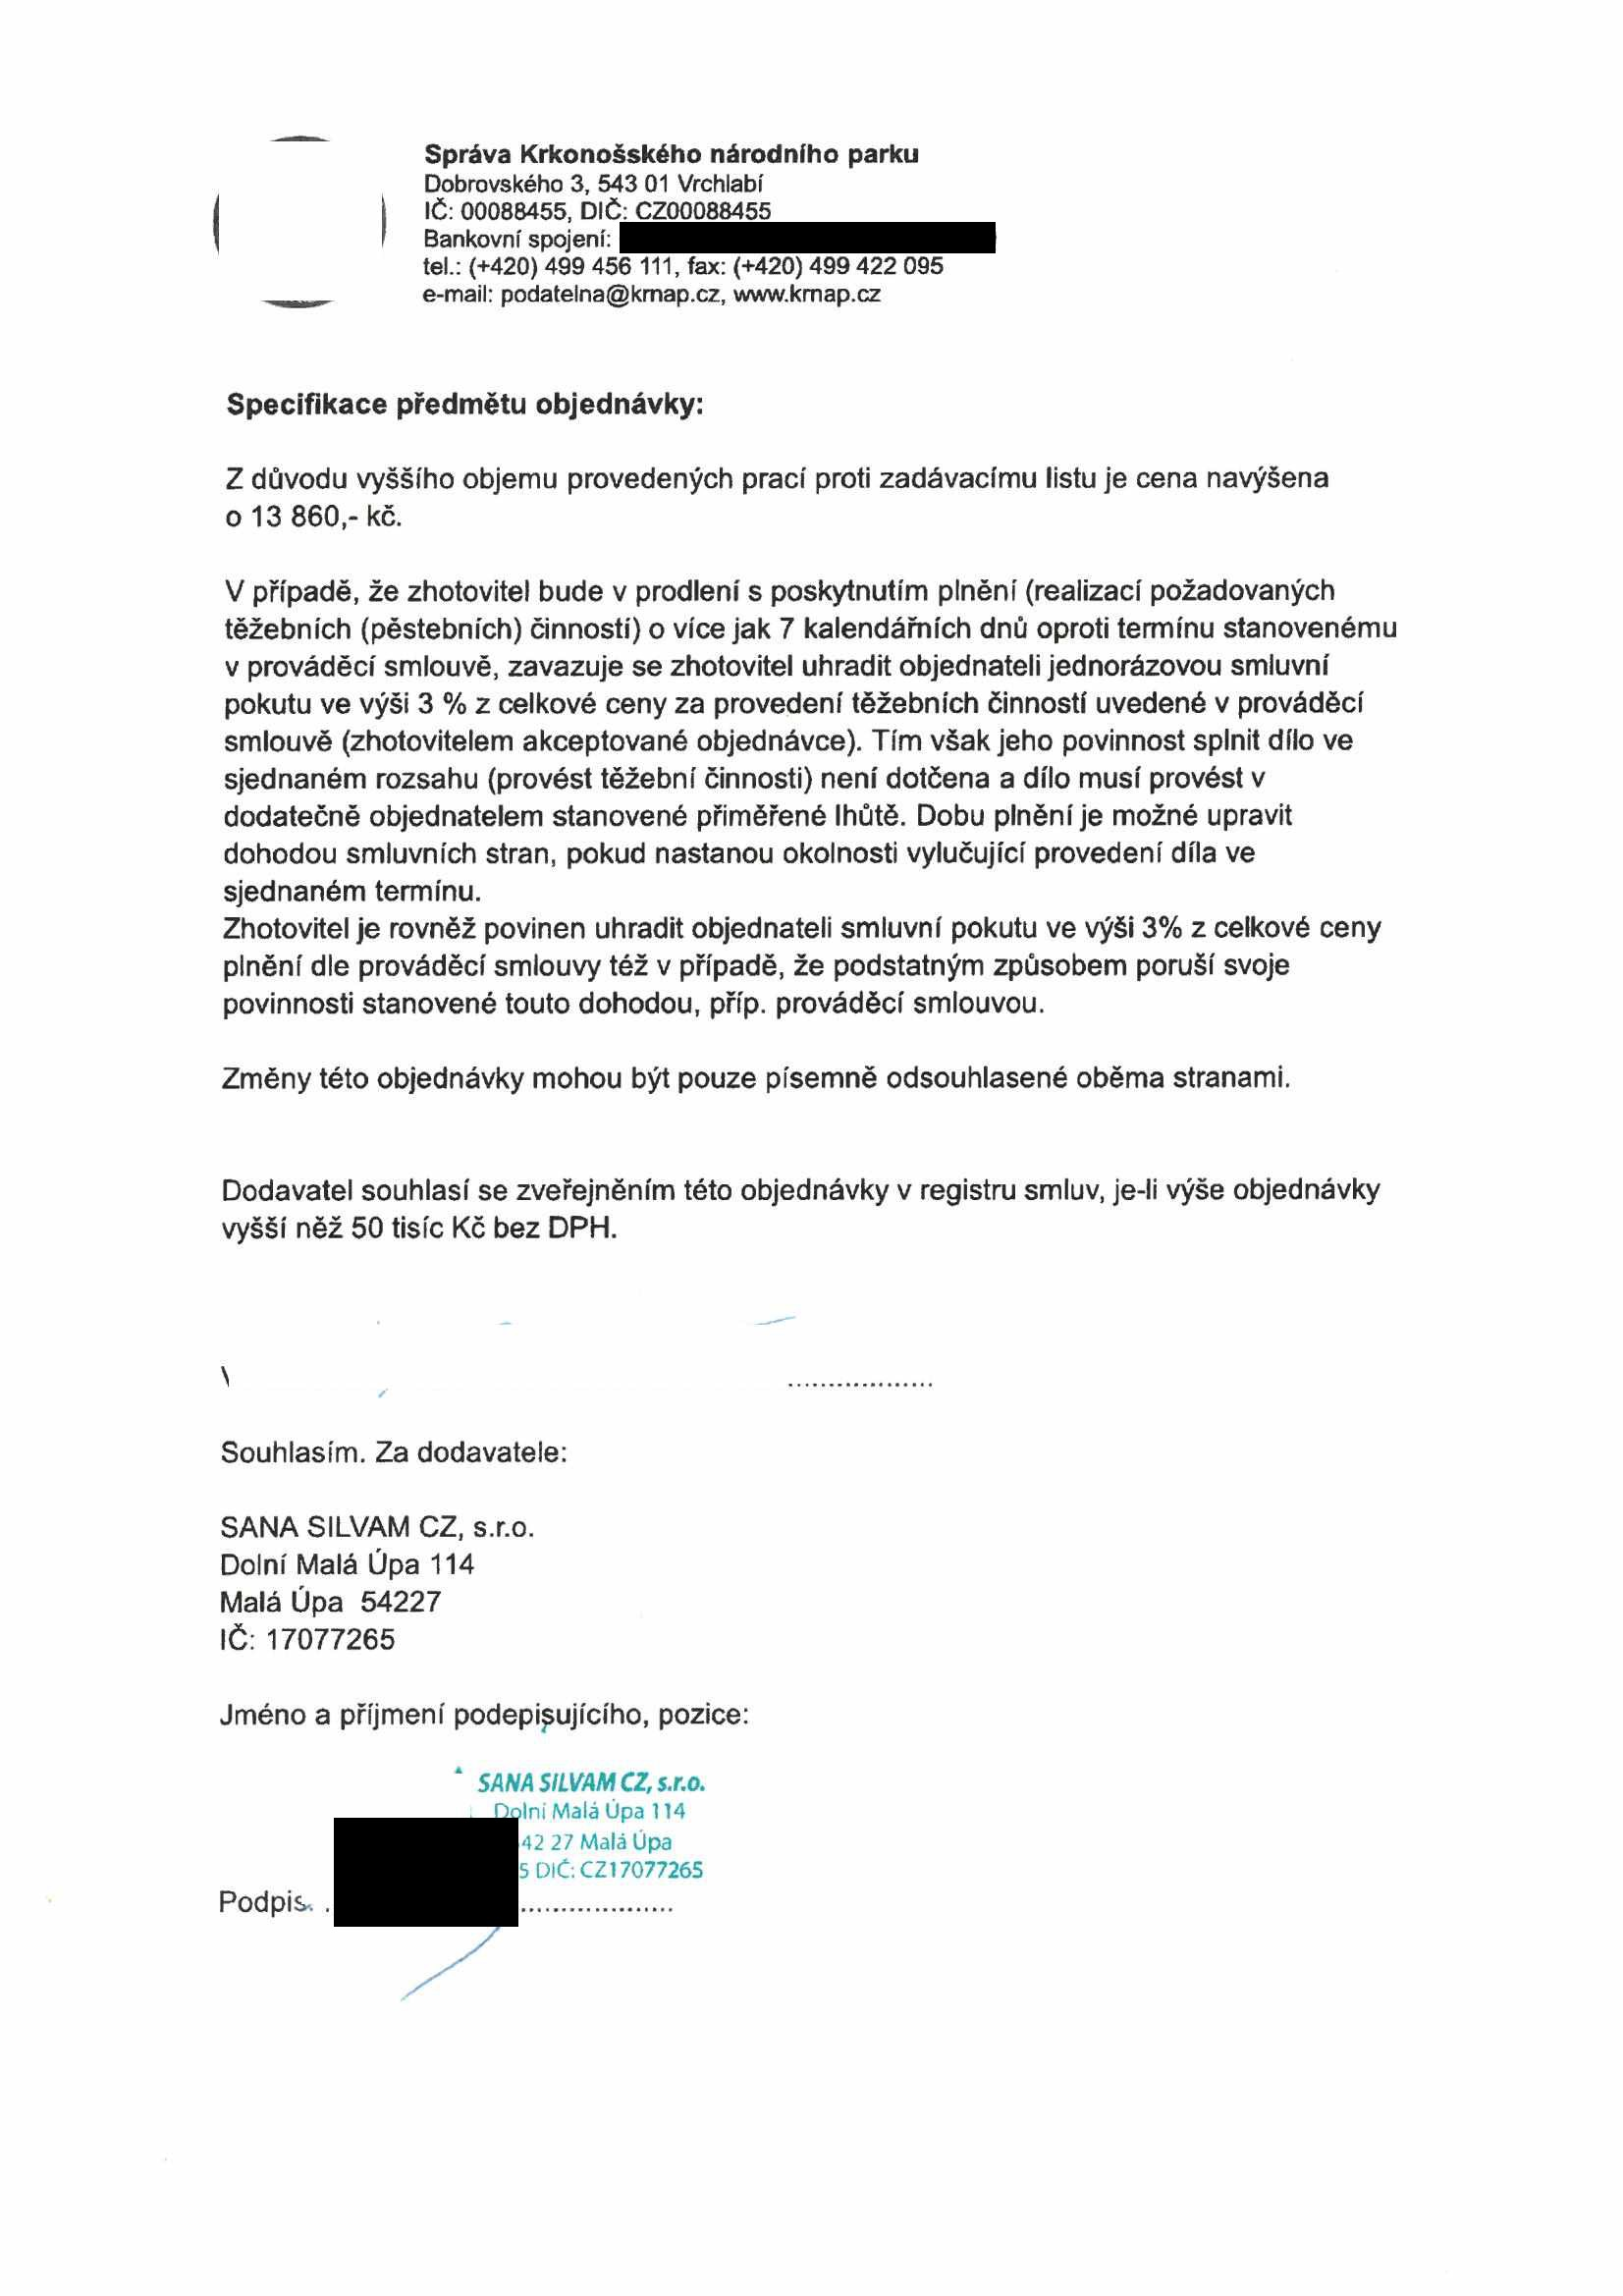 Správa Krkonošského národního parku
Dobrovského 3, 543 01 Vrchlabí
IČ: 00088455, DIČ: CZ00088455
Bankovní spojení:
tel.: (+420) 499 456 111, fax: (+420) 499 422 095
e-mail: podatelna@krnap.cz, www.krnap.cz
Specifikace předmětu objednávky:
Z důvodu vyššího objemu provedených prací proti zadávacímu listu je cena navýšena
o 13 860,- kč.
V případě, že zhotovitel bude v prodlení s poskytnutím plnění (realizací požadovaných
těžebních (pěstebních) činností) o více jak 7 kalendářních dnů oproti termínu stanovenému
v prováděcí smlouvě, zavazuje se zhotovitel uhradit objednateli jednorázovou smluvní
pokutu ve výši 3 % z celkové ceny za provedení těžebních činností uvedené v prováděcí
smlouvě (zhotovitelem akceptované objednávce). Tím však jeho povinnost splnit dílo ve
sjednaném rozsahu (provést těžební činnosti) není dotčena a dílo musí provést v
dodatečně objednatelem stanovené přiměřené lhůtě. Dobu plnění je možné upravit
dohodou smluvních stran, pokud nastanou okolnosti vylučující provedení díla ve
sjednaném termínu.
Zhotovitel je rovněž povinen uhradit objednateli smluvní pokutu ve výši 3% z celkové ceny
plnění dle prováděcí smlouvy též v případě, že podstatným způsobem poruší svoje
povinnosti stanovené touto dohodou, příp. prováděcí smlouvou.
Změny této objednávky mohou být pouze písemně odsouhlasené oběma stranami.
Dodavatel souhlasí se zveřejněním této objednávky v registru smluv, je-li výše objednávky
vyšší něž 50 tisíc Kč bez DPH.
..................
Souhlasím. Za dodavatele:
SANA SILVAM CZ, s.r.o.
Dolní Malá Úpa 114
Malá Úpa  54227
IČ: 17077265
Jméno a příjmení podepisujícího, pozice:
SANA SILVAM CZ, s.r.o.
Dolní Malá Úpa 114
42 27 Malá Úpa
5 DIČ: CZ17077265
Podpis. . ...................